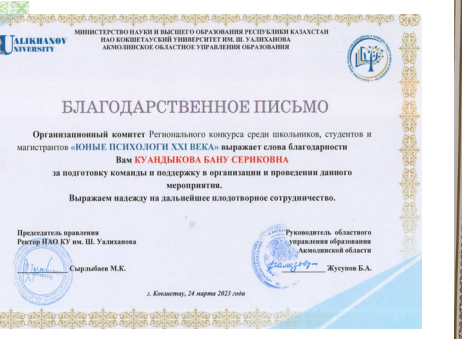 UALIKHANOV
UNIVERSITY
МИНИСТЕРСТВО НАУКИ И ВЫСШЕГО ОБРАЗОВАНИЯ РЕСПУБЛИКИ КАЗАХСТАН
НАО КОКШЕТАУСКИЙ УНИВЕРСИТЕТ ИМ. Ш. УАЛИХАНОВА
АКМОЛИНСКОЕ ОБЛАСТНОЕ УПРАВЛЕНИЯ ОБРАЗОВАНИЯ
БЛАГОДАРСТВЕННОЕ ПИСЬМО
Организационный комитет Регионального конкурса среди школьников, студентов и
магистрантов «ЮНЫЕ ПСИХОЛОГИ XXI ВЕКА» выражает слова благодарности
Вам КУАНДЫКОВА БАНУ СЕРИКОВНА
за подготовку команды и поддержку в организации и проведении данного
мероприятия.
Выражаем надежду на дальнейшее плодотворное сотрудничество.
Председатель правления
Ректор НАО КУ им. Ш. Уалиханова
Сырлыбаев М.К.
Руководитель областного
управления образования
Акмолинской области
Жусупов Б.А.
г. Кокшетау, 24 марта 2023 года